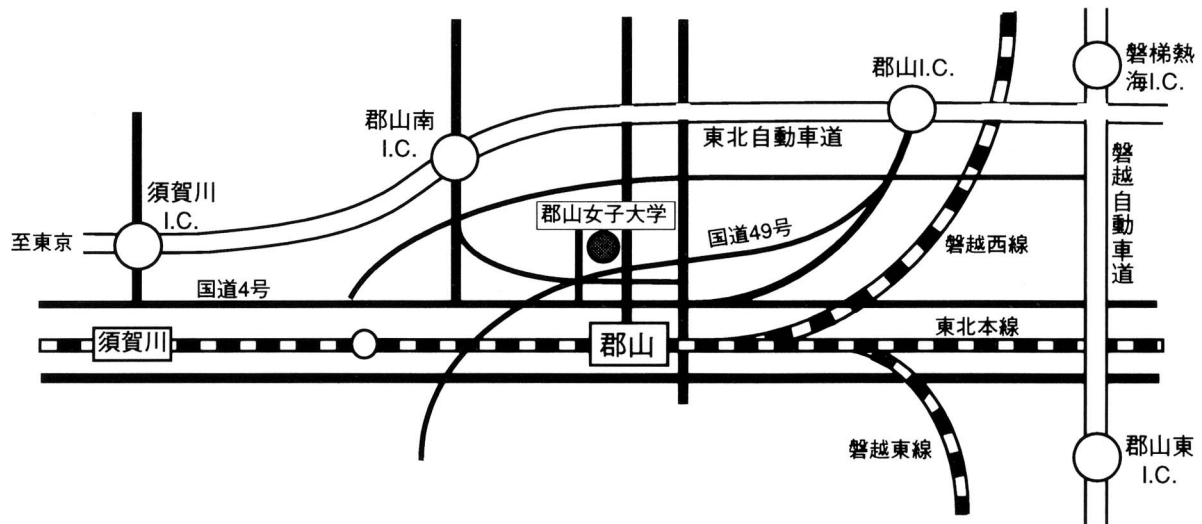 磐梯熱
海I.C.
郡山I.C.
郡山南
I.C.
東北自動車道
磐越自動車道
須賀川
I.C.
郡山女子大学
至東京
国道49号
磐越西線
国道4号
東北本線
須賀川
郡山
磐越東線
郡山東
I.C.